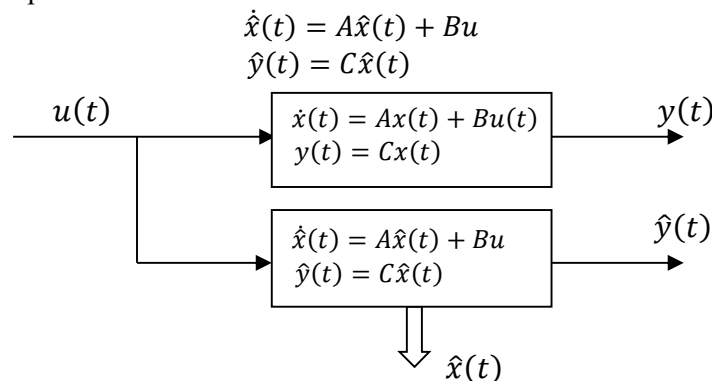 ẋ̂(t) = Ax̂(t) + Bu
ŷ(t) = Cx̂(t)
u(t)
ẋ(t) = Ax(t) + Bu(t)
y(t) = Cx(t)
y(t)
ẋ̂(t) = Ax̂(t) + Bu
ŷ(t) = Cx̂(t)
ŷ(t)
x̂(t)